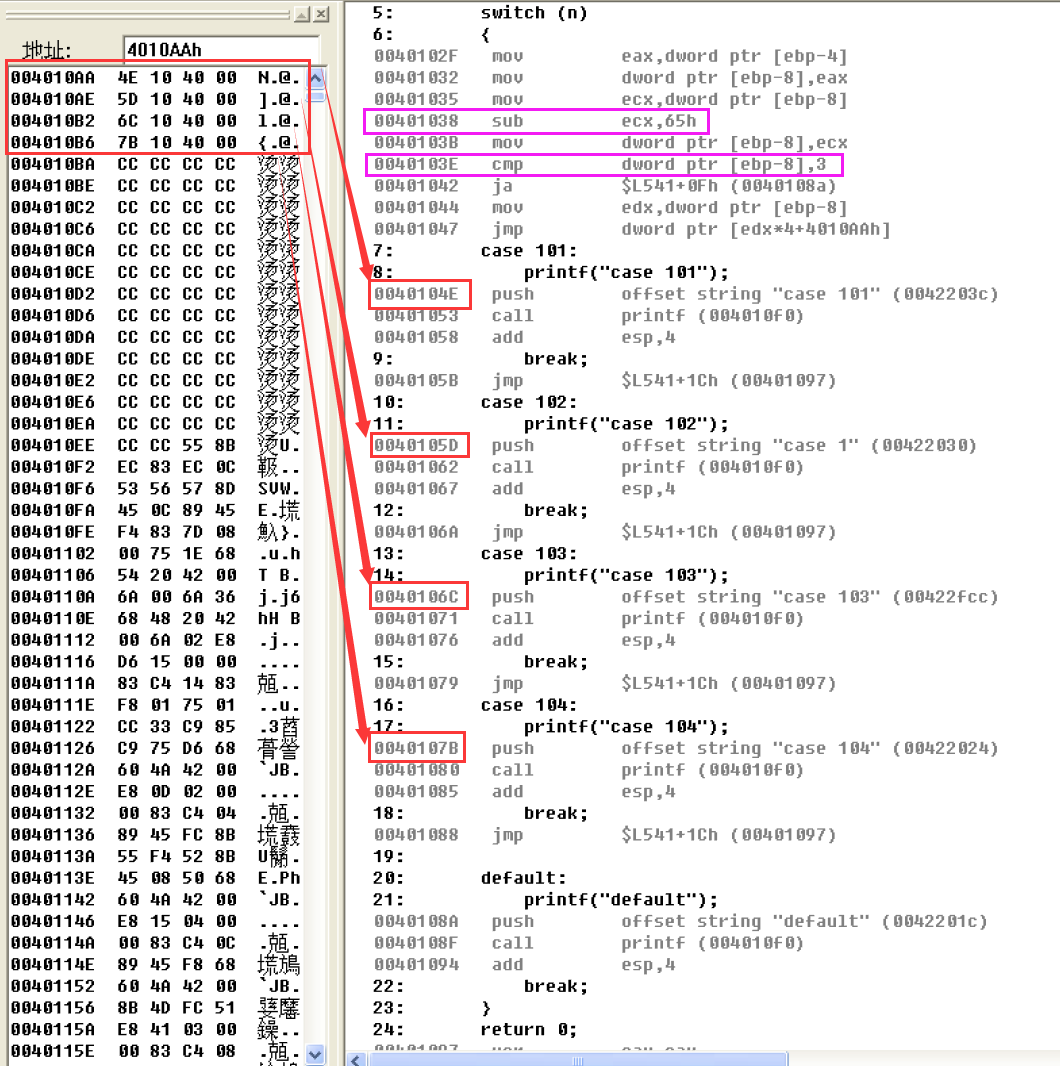 地址: 4010AAh
004010AA 4E 10 40 00 N.@.
004010AE 5D 10 40 00 ].@.
004010B2 6C 10 40 00 l.@.
004010B6 7B 10 40 00 {.@.
004010BA CC CC CC CC 烫烫
004010BE CC CC CC CC 烫烫
004010C2 CC CC CC CC 烫烫
004010C6 CC CC CC CC 烫烫
004010CA CC CC CC CC 烫烫
004010CE CC CC CC CC 烫烫
004010D2 CC CC CC CC 烫烫
004010D6 CC CC CC CC 烫烫
004010DA CC CC CC CC 烫烫
004010DE CC CC CC CC 烫烫
004010E2 CC CC CC CC 烫烫
004010E6 CC CC CC CC 烫烫
004010EA CC CC CC CC 烫烫
004010EE CC CC 55 8B 烫U.
004010F2 EC 83 EC 0C 靸..
004010F6 53 56 57 8D SVW.
004010FA 45 0C 89 45 E.塃
004010FE F4 83 7D 08 魞}.
00401102 00 75 1E 68 .u.h
00401106 54 20 42 00 T B.
0040110A 6A 00 6A 36 j.j6
0040110E 68 48 20 42 hH B
00401112 00 6A 02 E8 .j..
00401116 D6 15 00 00 ....
0040111A 83 C4 14 83 兡..
0040111E F8 01 75 01 ..u.
00401122 CC 33 C9 85 .3蓞
00401126 C9 75 D6 68
0040112A 60 4A 42 00 `JB.
0040112E E8 0D 02 00 ....
00401132 00 83 C4 04 .兡.
00401136 89 45 FC 8B 塃
0040113A 55 F4 52 8B U
0040113E 45 08 50 68 E.Ph
00401142 60 4A 42 00 `JB.
00401146 E8 15 04 00 ....
0040114A 00 83 C4 0C .兡.
0040114E 89 45 F8 68 塃鴋
00401152 60 4A 42 00 `JB.
00401156 8B 4D FC 51
0040115A E8 41 03 00 ..
0040115E 00 83 C4 08 .兡.
5: switch (n)
6: {
0040102F mov eax,dword ptr [ebp-4]
00401032 mov dword ptr [ebp-8],eax
00401035 mov ecx,dword ptr [ebp-8]
00401038 sub ecx,65h
0040103B mov dword ptr [ebp-8],ecx
0040103E cmp dword ptr [ebp-8],3
00401042 ja $L541+0Fh (0040108a)
00401044 mov edx,dword ptr [ebp-8]
00401047 jmp dword ptr [edx*4+4010AAh]
7: case 101:
8: printf("case 101");
0040104E push offset string "case 101" (0042203c)
00401053 call printf (004010f0)
00401058 add esp,4
9: break;
0040105B jmp $L541+1Ch (00401097)
10: case 102:
11: printf("case 102");
0040105D push offset string "case 1" (00422030)
00401062 call printf (004010f0)
00401067 add esp,4
12: break;
0040106A jmp $L541+1Ch (00401097)
13: case 103:
14: printf("case 103");
0040106C push offset string "case 103" (00422fcc)
00401071 call printf (004010f0)
00401076 add esp,4
15: break;
00401079 jmp $L541+1Ch (00401097)
16: case 104:
17: printf("case 104");
0040107B push offset string "case 104" (00422024)
00401080 call printf (004010f0)
00401085 add esp,4
18: break;
00401088 jmp $L541+1Ch (00401097)
19:
20: default:
21: printf("default");
0040108A push offset string "default" (0042201c)
0040108F call printf (004010f0)
00401094 add esp,4
22: break;
23: }
24: return 0;